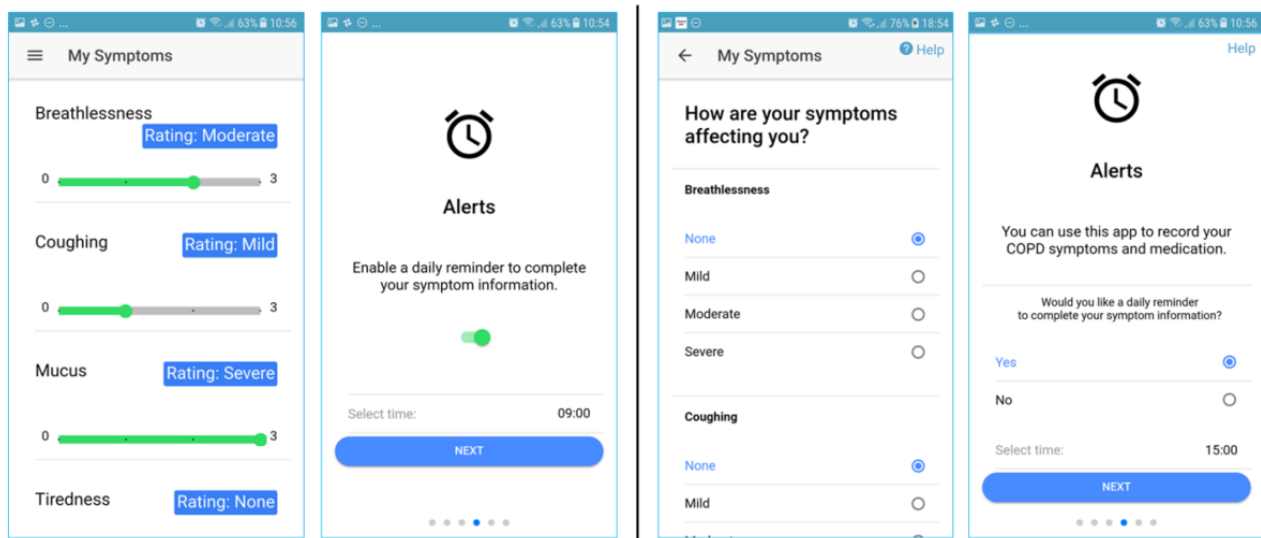 ... 63% 10:56
My Symptoms
Breathlessness
Rating: Moderate
0 3
Coughing
Rating: Mild
0 3
Mucus
Rating: Severe
0 3
Tiredness
Rating: None
... 63% 10:54
Alerts
Enable a daily reminder to complete
your symptom information.
Select time: 09:00
NEXT
76% 18:54
My Symptoms
? Help
How are your symptoms
affecting you?
Breathlessness
None
Mild
Moderate
Severe
Coughing
None
Mild
... 63% 10:56
Help
Alerts
You can use this app to record your
COPD symptoms and medication.
Would you like a daily reminder
to complete your symptom information?
Yes
No
Select time: 15:00
NEXT